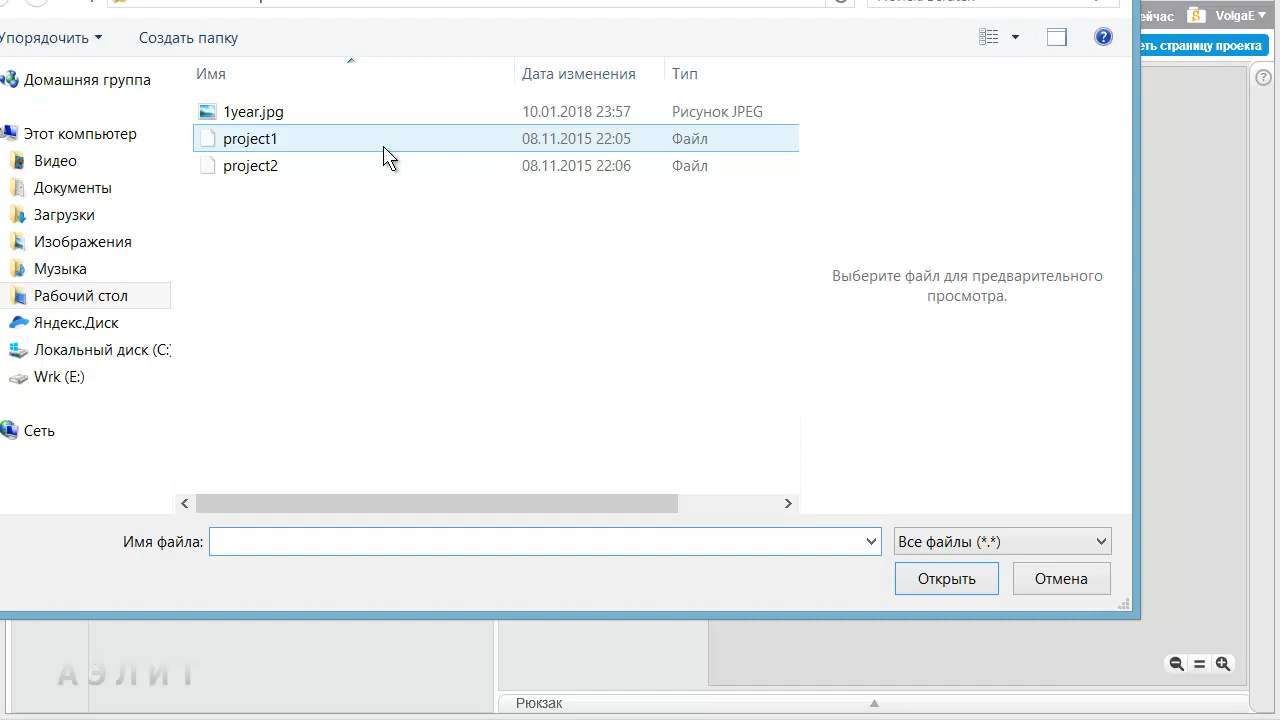 ейчас
VolgaE
Упорядочить
Создать папку
еть страницу проекта
Домашняя группа
Имя
Дата изменения
Тип
1year.jpg
10.01.2018 23:57
Рисунок JPEG
Этот компьютер
project1
08.11.2015 22:05
Файл
Видео
project2
08.11.2015 22:06
Файл
Документы
Загрузки
Изображения
Музыка
Выберите файл для предварительного
просмотра.
Рабочий стол
Яндекс.Диск
Локальный диск (C:)
Wrk (E:)
Сеть
Имя файла:
Все файлы (*.*)
Открыть
Отмена
АЭЛИТ
Рюкзак